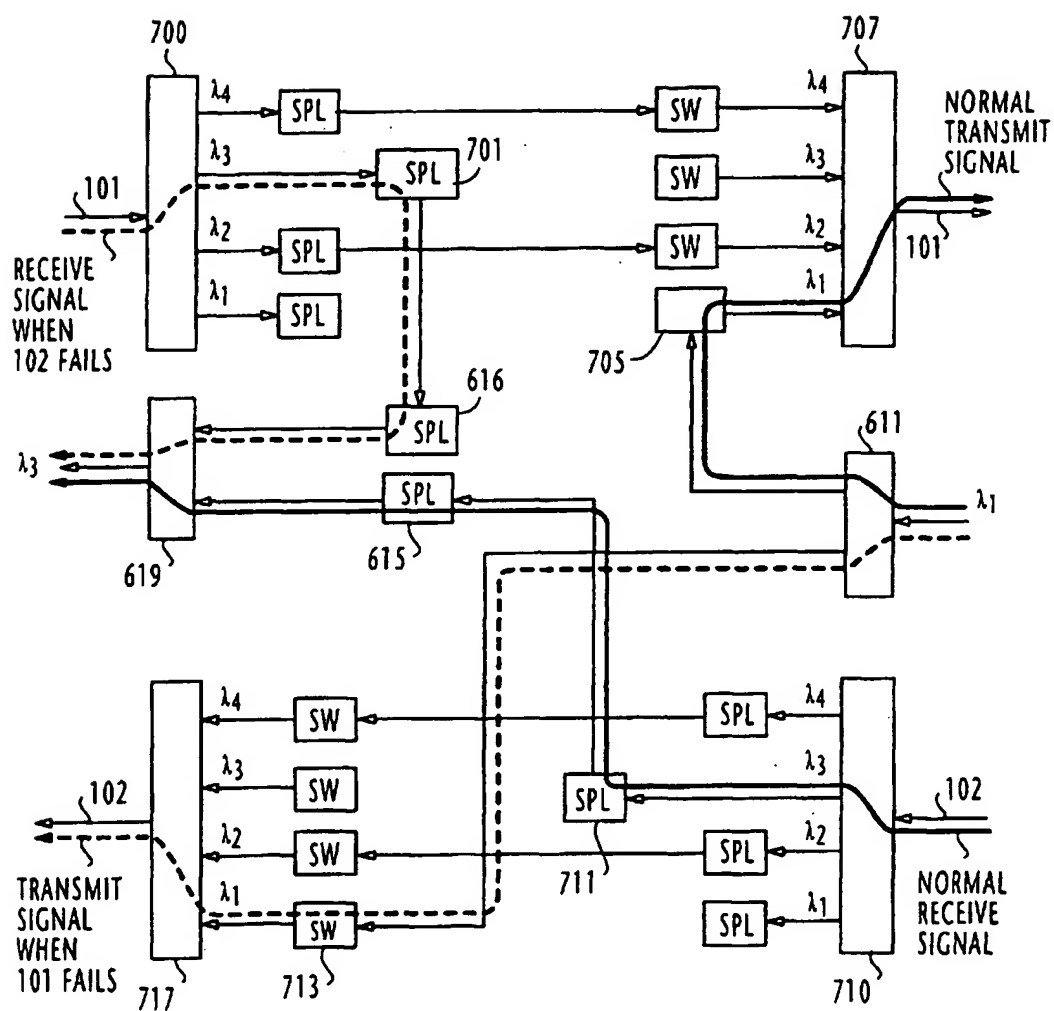 700
707
λ4
SPL
SW
λ4
NORMAL
TRANSMIT
SIGNAL
λ3
SPL
701
SW
λ3
101
λ2
SPL
SW
λ2
101
RECEIVE
SIGNAL
WHEN
102 FAILS
λ1
SPL
705
λ1
616
SPL
611
λ3
SPL
λ1
619
615
λ4
SW
SPL
λ4
λ3
SW
SPL
λ3
102
102
λ2
SW
711
SPL
λ2
TRANSMIT
SIGNAL
WHEN
101 FAILS
λ1
SW
SPL
λ1
NORMAL
RECEIVE
SIGNAL
717
713
710